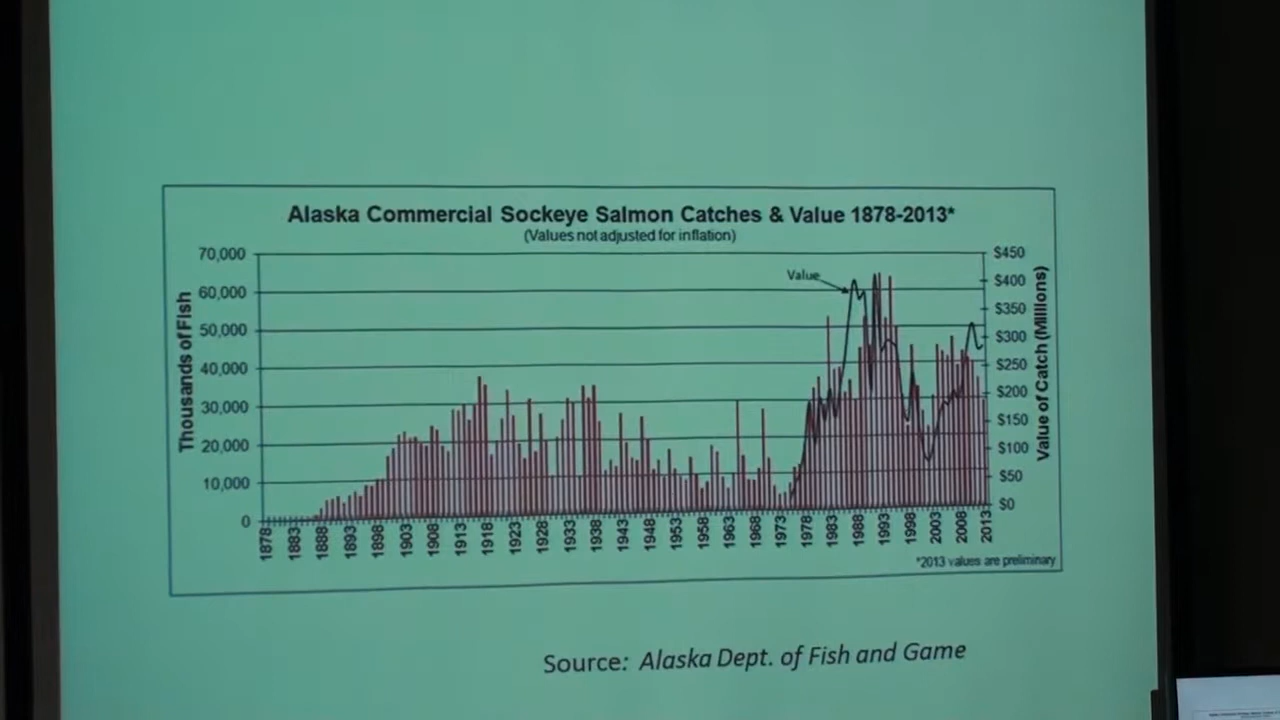 Alaska Commercial Sockeye Salmon Catches & Value 1878-2013*
(Values not adjusted for inflation)
Thousands of Fish
70,000
60,000
50,000
40,000
30,000
20,000
10,000
0
Value
$450
$400
$350
$300
$250
$200
$150
$100
$50
$0
Value of Catch (Millions)
1878 1883 1888 1893 1898 1903 1908 1913 1918 1923 1928 1933 1938 1943 1948 1953 1958 1963 1968 1973 1978 1983 1988 1993 1998 2003 2008 2013
*2013 values are preliminary
Source: Alaska Dept. of Fish and Game